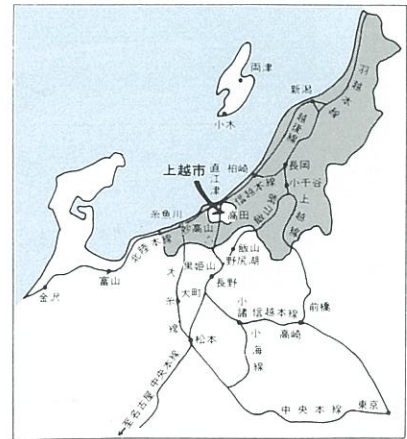 両津
小木
新潟
羽越本線
越後線
直江津
柏崎
長岡
上越市
信越本線
小千谷
糸魚川
高田
飯山線
上越線
妙高山
北陸本線
飯山
野尻湖
黒姫山
長野
富山
金沢
大糸線
大町
小諸
信越本線
前橋
高崎
小海線
松本
東京
中央本線
至名古屋
中央本線